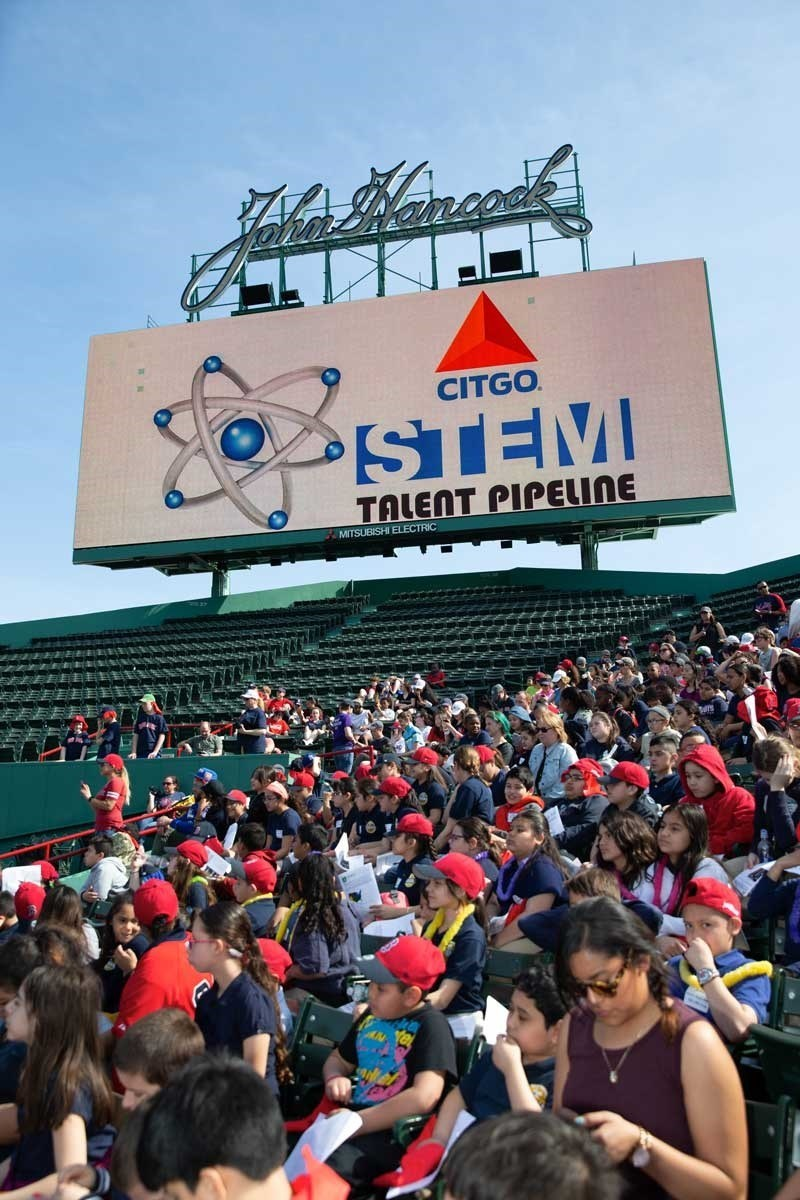 John Hancock
CITGO
STEM
TALENT PIPELINE
MITSUBISHI ELECTRIC